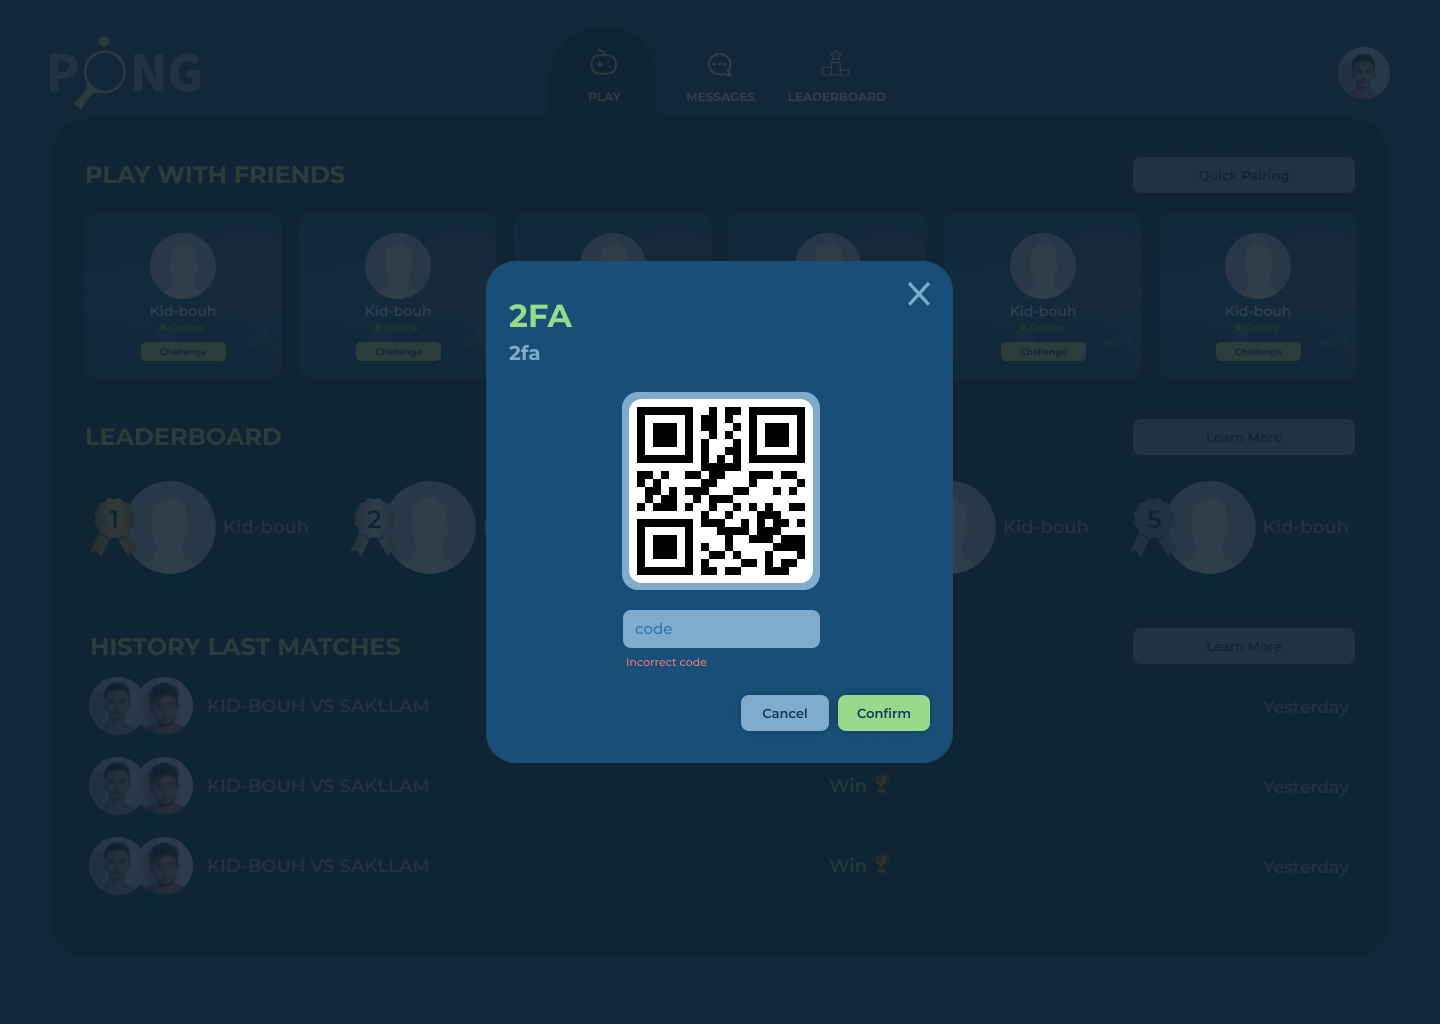 PONG
PLAY
MESSAGES
LEADERBOARD
PLAY WITH FRIENDS
Quick Pairing
Kid-bouh
Online
Challenge
Kid-bouh
Online
Challenge
Kid-bouh
Online
Challenge
Kid-bouh
Online
Challenge
2FA
2fa
code
Incorrect code
Cancel
Confirm
LEADERBOARD
Learn More
1
Kid-bouh
2
Kid-bouh
5
Kid-bouh
HISTORY LAST MATCHES
Learn More
KID-BOUH VS SAKLLAM
Yesterday
KID-BOUH VS SAKLLAM
Win
Yesterday
KID-BOUH VS SAKLLAM
Win
Yesterday